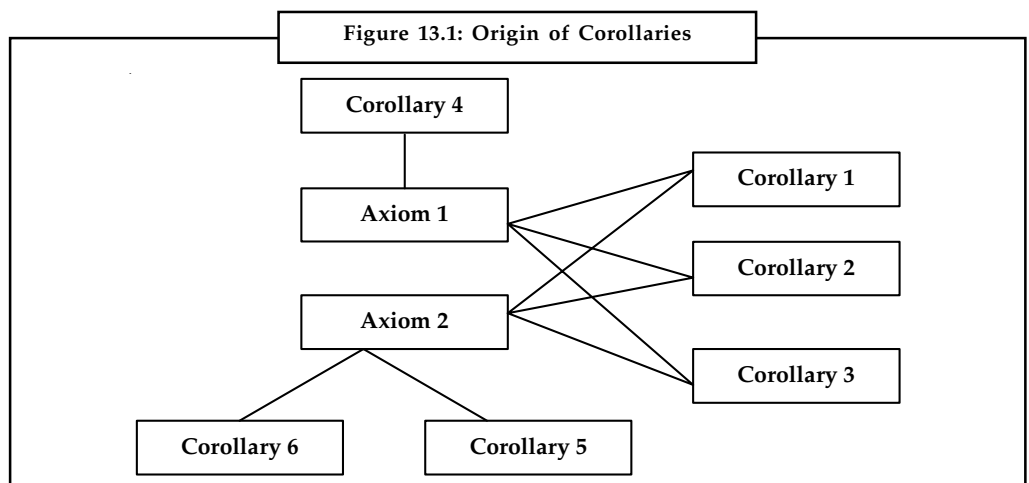 Figure 13.1: Origin of Corollaries
Corollary 4
Corollary 1
Axiom 1
Corollary 2
Axiom 2
Corollary 3
Corollary 6
Corollary 5